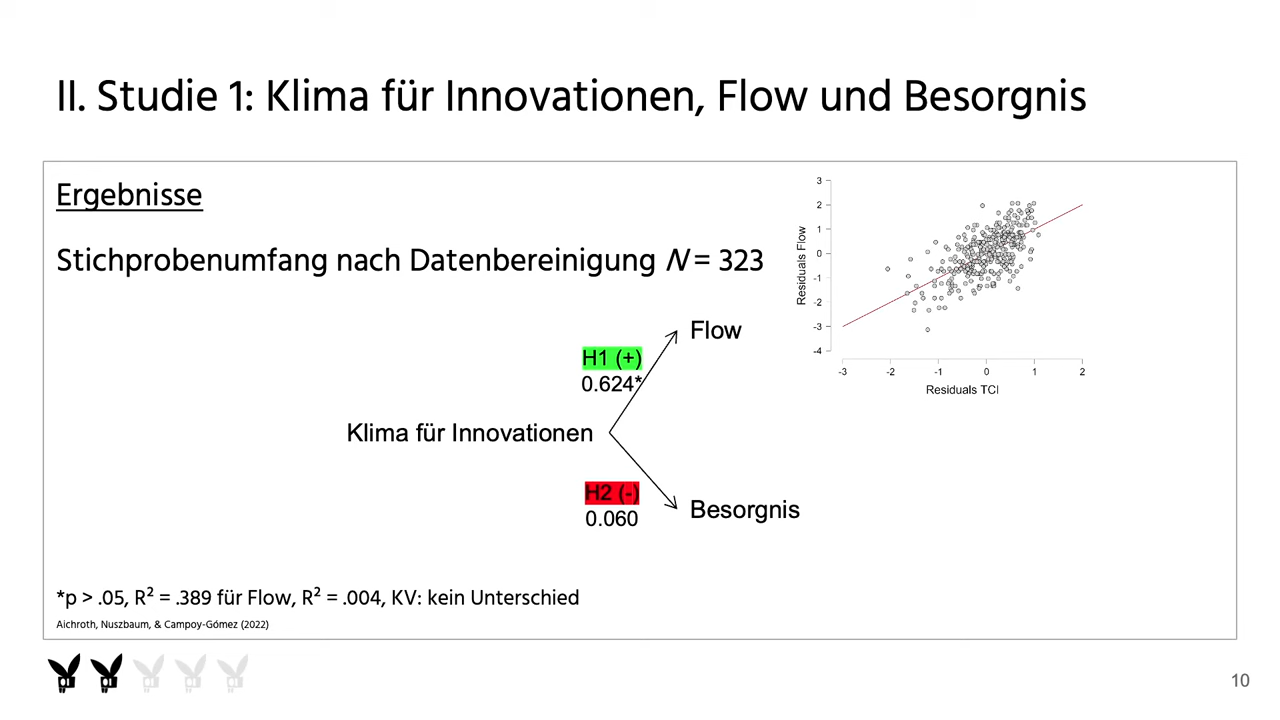 II. Studie 1: Klima für Innovationen, Flow und Besorgnis
Ergebnisse
Stichprobenumfang nach Datenbereinigung N = 323
3
2
1
0
-1
-2
-3
-4
Residuals Flow
-3 -2 -1 0 1 2
Residuals TCI
Flow
H1 (+)
0.624*
Klima für Innovationen
H2 (-)
0.060
Besorgnis
*p > .05, R² = .389 für Flow, R² = .004, KV: kein Unterschied
Aichroth, Nuszbaum, & Campoy-Gómez (2022)
10